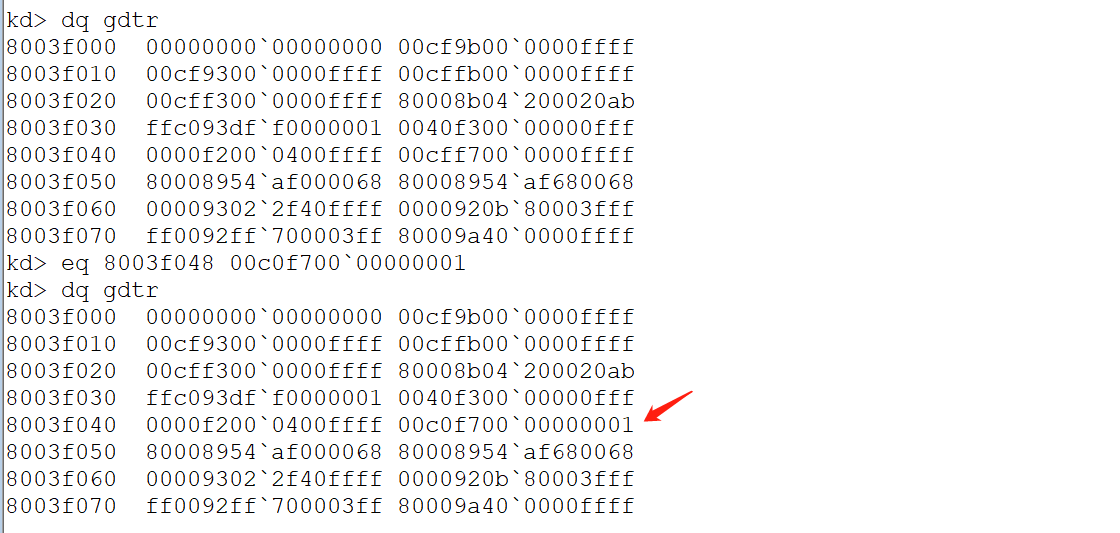 kd> dq gdtr
8003f000  00000000`00000000 00cf9b00`0000ffff
8003f010  00cf9300`0000ffff 00cffb00`0000ffff
8003f020  00cff300`0000ffff 80008b04`200020ab
8003f030  ffc093df`f0000001 0040f300`00000fff
8003f040  0000f200`0400ffff 00cff700`0000ffff
8003f050  80008954`af000068 80008954`af680068
8003f060  00009302`2f40ffff 0000920b`80003fff
8003f070  ff0092ff`700003ff 80009a40`0000ffff
kd> eq 8003f048 00c0f700`00000001
kd> dq gdtr
8003f000  00000000`00000000 00cf9b00`0000ffff
8003f010  00cf9300`0000ffff 00cffb00`0000ffff
8003f020  00cff300`0000ffff 80008b04`200020ab
8003f030  ffc093df`f0000001 0040f300`00000fff
8003f040  0000f200`0400ffff 00c0f700`00000001
8003f050  80008954`af000068 80008954`af680068
8003f060  00009302`2f40ffff 0000920b`80003fff
8003f070  ff0092ff`700003ff 80009a40`0000ffff